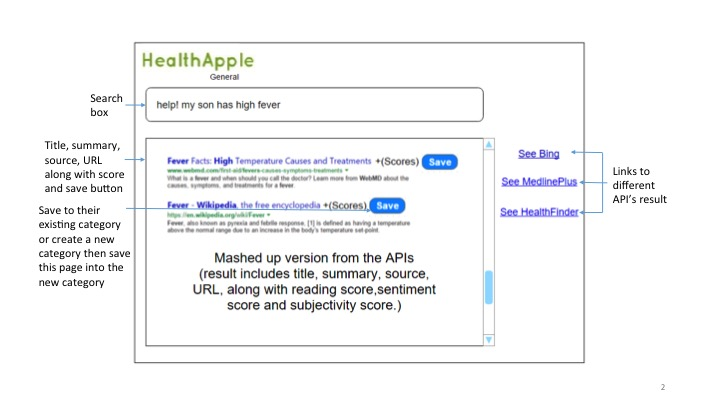 HealthApple
General
Search
box
help! my son has high fever
Title, summary,
source, URL
along with score
and save button
Save to their
existing category
or create a new
category then save
this page into the
new category
Fever Facts: High Temperature Causes and Treatments +(Scores) Save
www.webmd.com/first-aid/fevers-causes-symptoms-treatments
What is a fever and when should you call the doctor? Learn more from WebMD about the
causes, symptoms, and treatments for a fever.
Fever - Wikipedia, the free encyclopedia +(Scores) Save
https://en.wikipedia.org/wiki/Fever
Fever, also known as pyrexia and febrile response, [1] is defined as having a temperature
above the normal range due to an increase in the body's temperature set-point.
Mashed up version from the APIs
(result includes title, summary, source,
URL, along with reading score,sentiment
score and subjectivity score.)
See Bing
See MedlinePlus
See HealthFinder
Links to
different
API's result
2